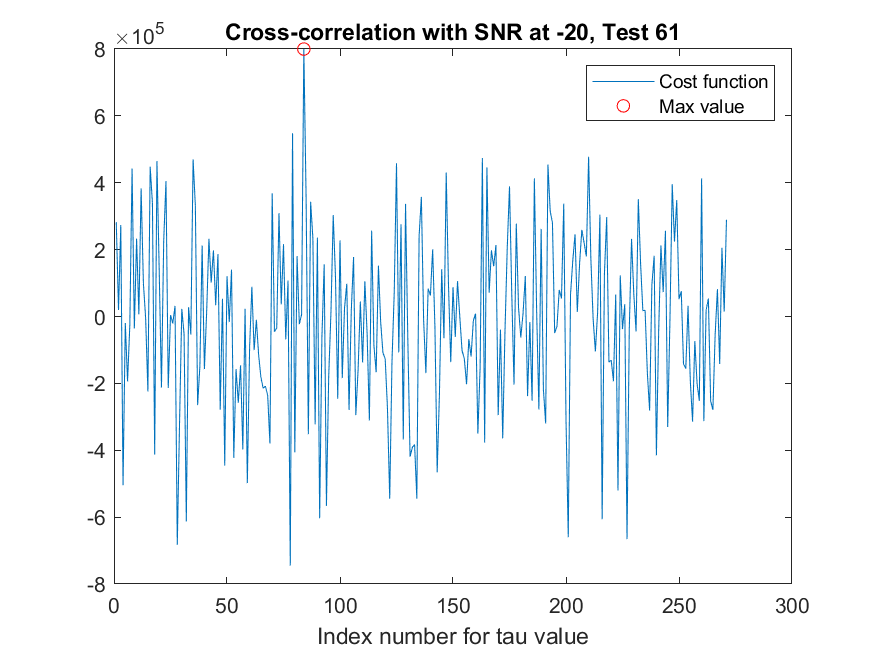 Cross-correlation with SNR at -20, Test 61
×10^5
8
6
4
2
0
-2
-4
-6
-8
0 50 100 150 200 250 300
Index number for tau value
Cost function
Max value